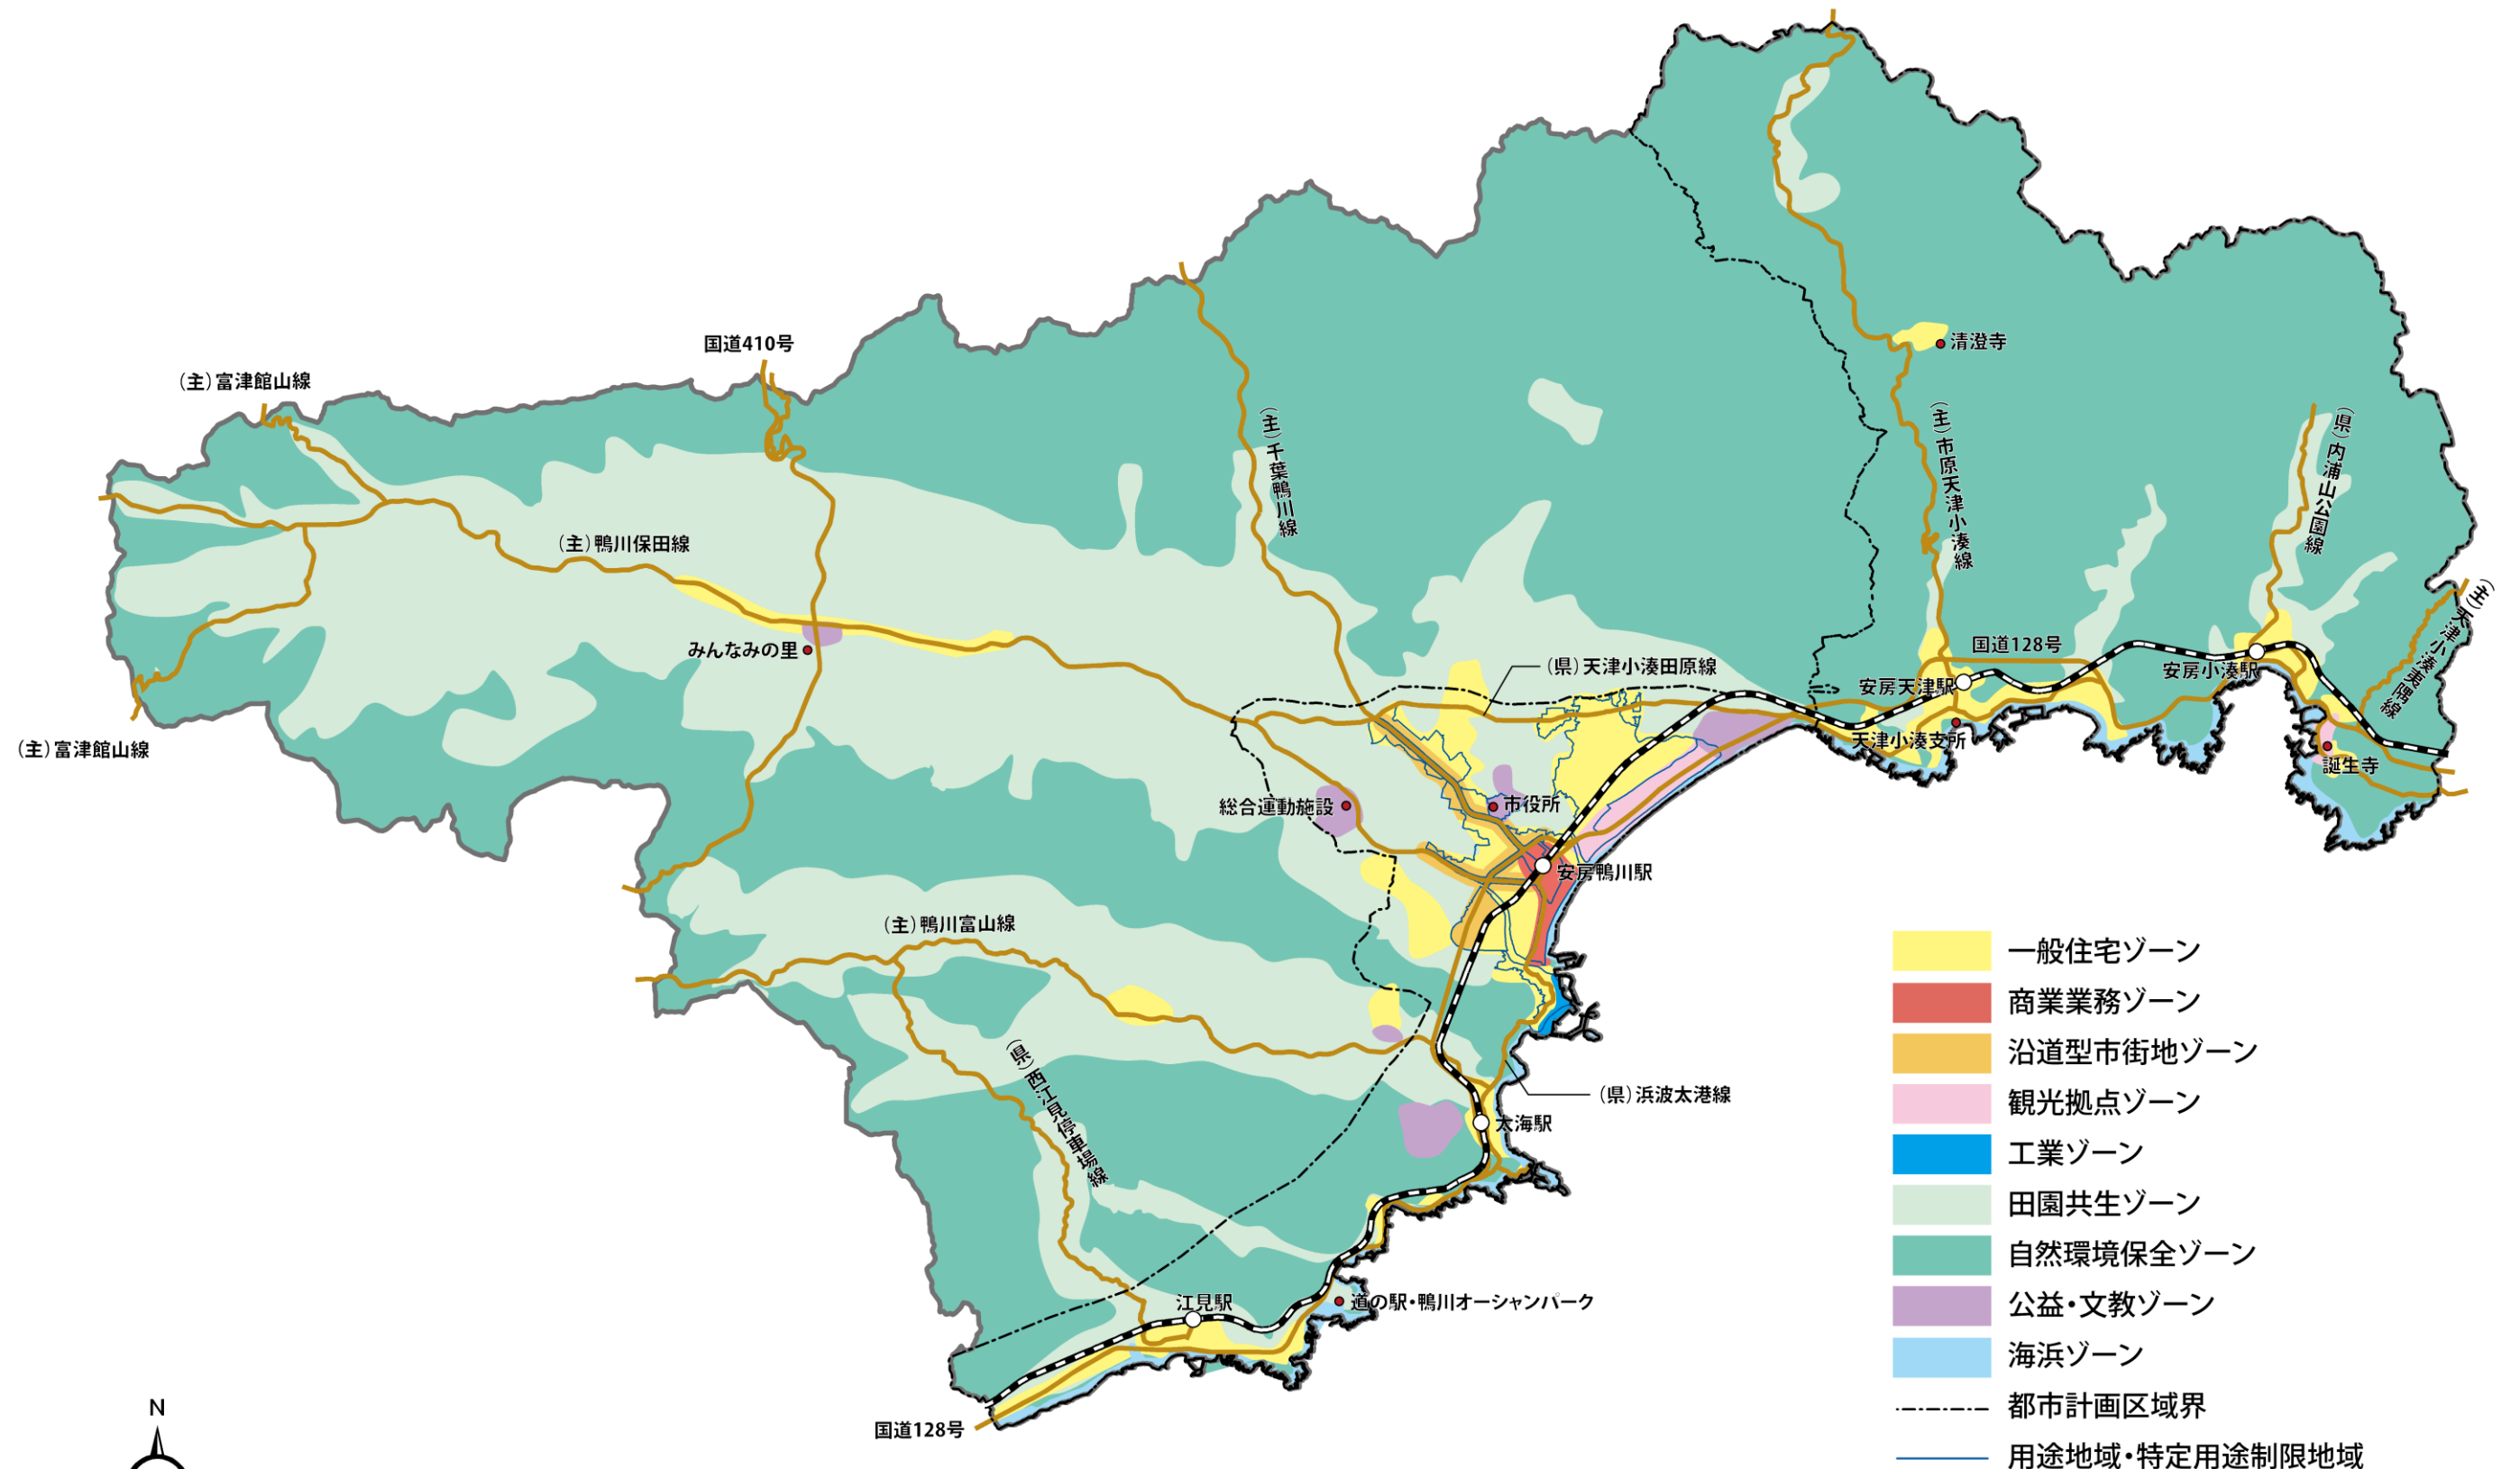 国道410号
清澄寺
（主）富津館山線
（主）千葉鴨川線
（主）市原天津小湊線
（県）内浦山公園線
（主）鴨川保田線
（主）天津小湊夷隅線
国道128号
みんなみの里
（県）天津小湊田原線
安房小湊駅
安房天津駅
天津小湊支所
（主）富津館山線
誕生寺
総合運動施設
市役所
安房鴨川駅
（主）鴨川富山線
（県）西江見停車場線
（県）浜波太港線
太海駅
江見駅
道の駅・鴨川オーシャンパーク
国道128号
N
一般住宅ゾーン
商業業務ゾーン
沿道型市街地ゾーン
観光拠点ゾーン
工業ゾーン
田園共生ゾーン
自然環境保全ゾーン
公益・文教ゾーン
海浜ゾーン
都市計画区域界
用途地域・特定用途制限地域